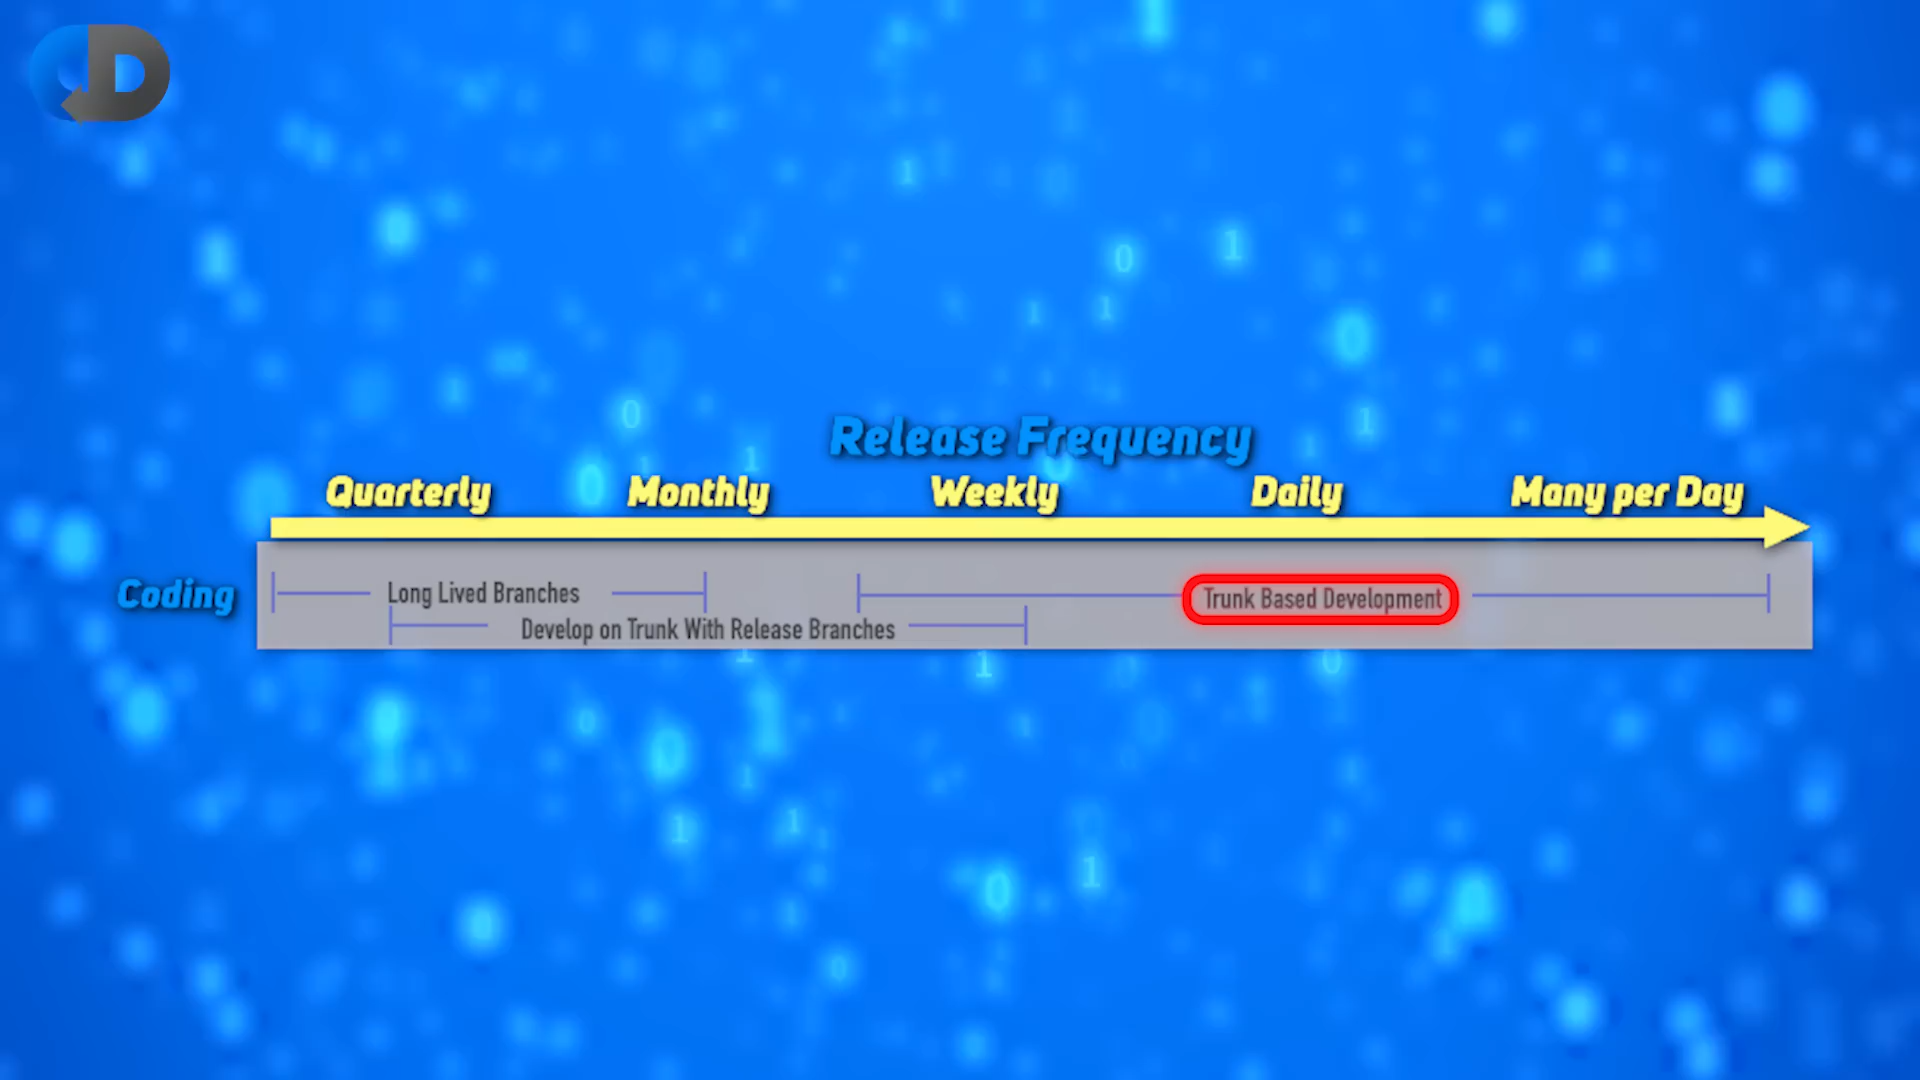 Release Frequency
Quarterly Monthly Weekly Daily Many per Day
Coding
Long Lived Branches
Trunk Based Development
Develop on Trunk With Release Branches